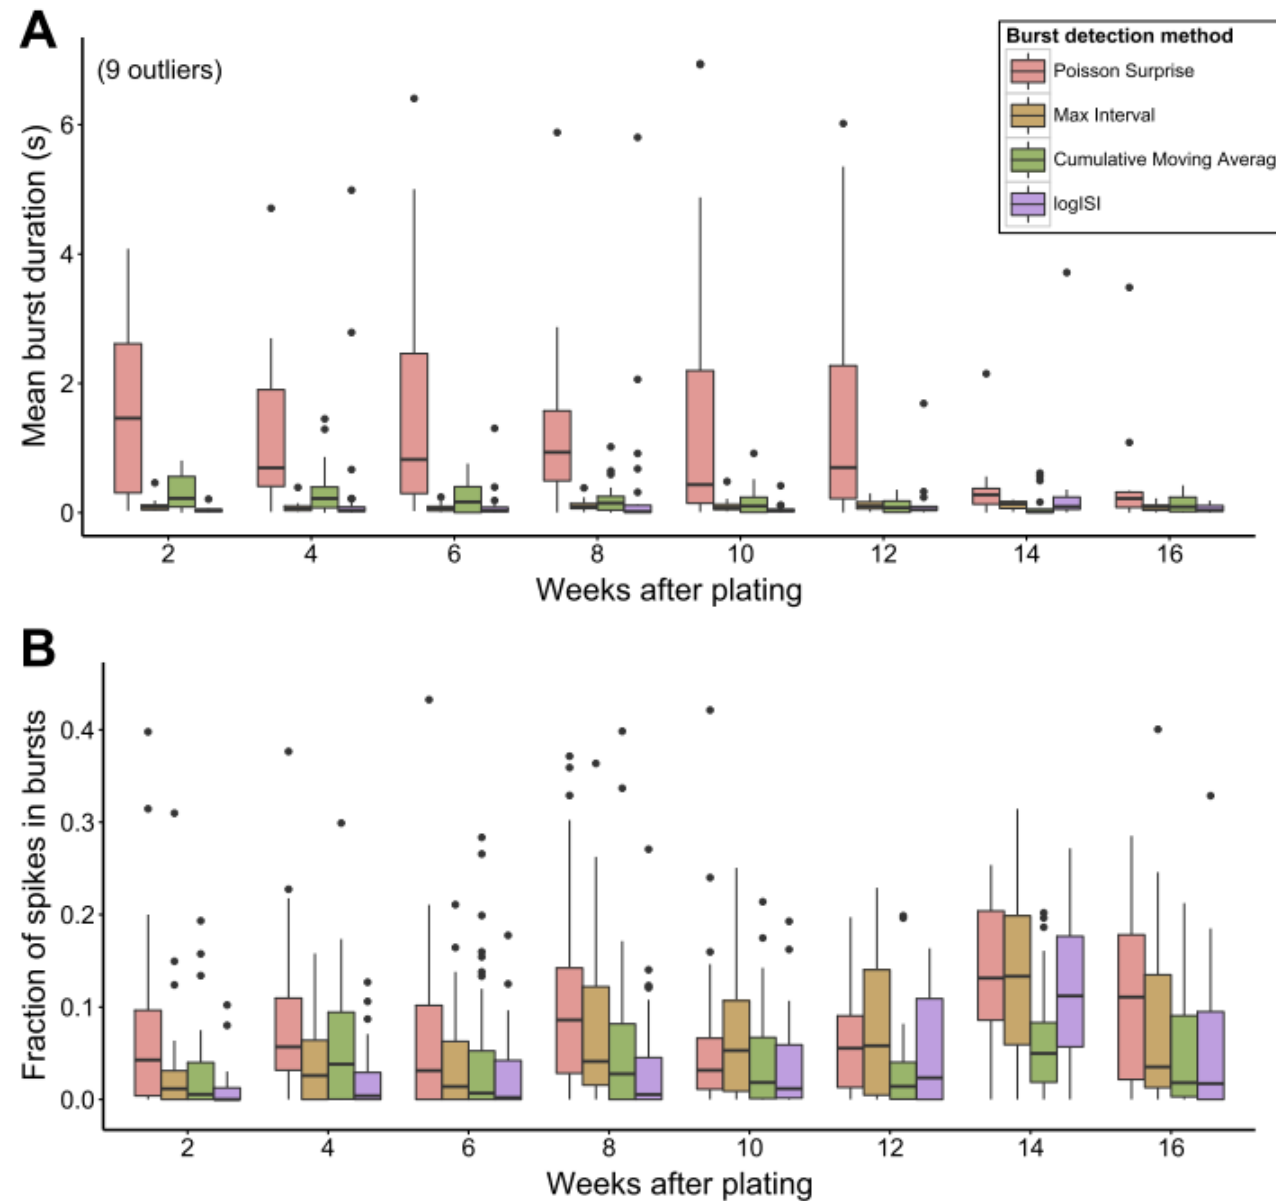 A
(9 outliers)
Burst detection method
Poisson Surprise
Max Interval
Cumulative Moving Averag
logISI
Mean burst duration (s)
6
4
2
0
2 4 6 8 10 12 14 16
Weeks after plating
B
Fraction of spikes in bursts
0.4
0.3
0.2
0.1
0.0
2 4 6 8 10 12 14 16
Weeks after plating